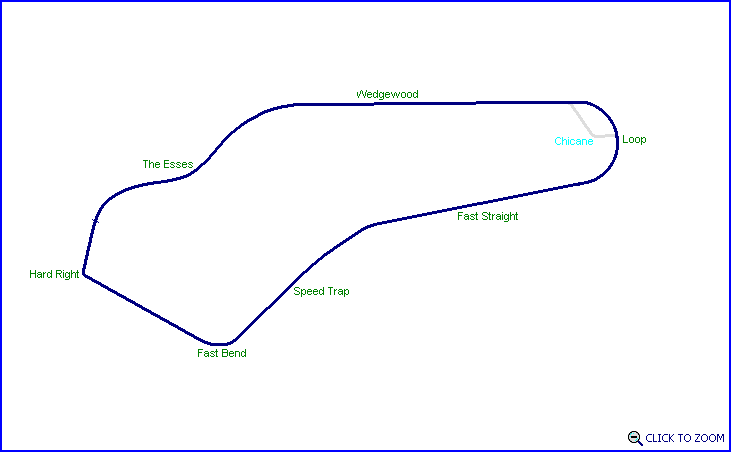 Wedgewood
Chicane
Loop
The Esses
Fast Straight
Hard Right
Speed Trap
Fast Bend
CLICK TO ZOOM